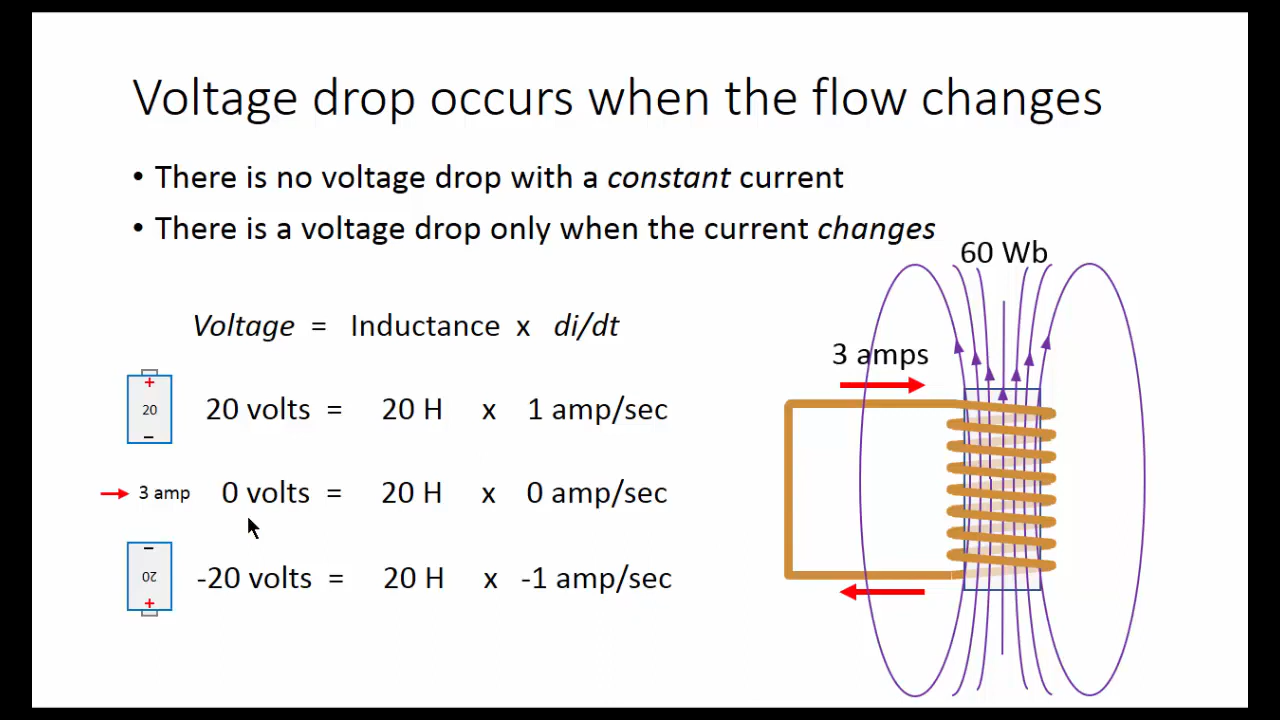 Voltage drop occurs when the flow changes
• There is no voltage drop with a constant current
• There is a voltage drop only when the current changes
60 Wb
Voltage = Inductance x di/dt
3 amps
+
20
−
20 volts = 20 H x 1 amp/sec
3 amp 0 volts = 20 H x 0 amp/sec
−
20
+
-20 volts = 20 H x -1 amp/sec